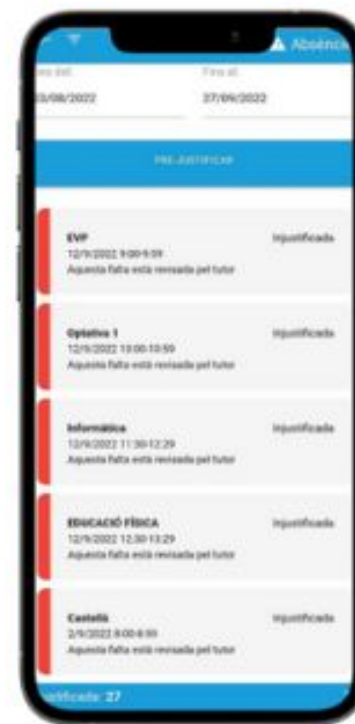 Absència
Fins al:
03/08/2022 27/09/2022
PRE-JUSTIFICAR
EVP Injustificada
12/9/2022 9:00-9:59
Aquesta falta està revisada pel tutor
Optativa 1 Injustificada
12/9/2022 10:00-10:59
Aquesta falta està revisada pel tutor
Informàtica Injustificada
12/9/2022 11:30-12:29
Aquesta falta està revisada pel tutor
EDUCACIÓ FÍSICA Injustificada
12/9/2022 12:30-13:29
Aquesta falta està revisada pel tutor
Castellà Injustificada
2/9/2022 8:00-8:59
Aquesta falta està revisada pel tutor
ustificada: 27